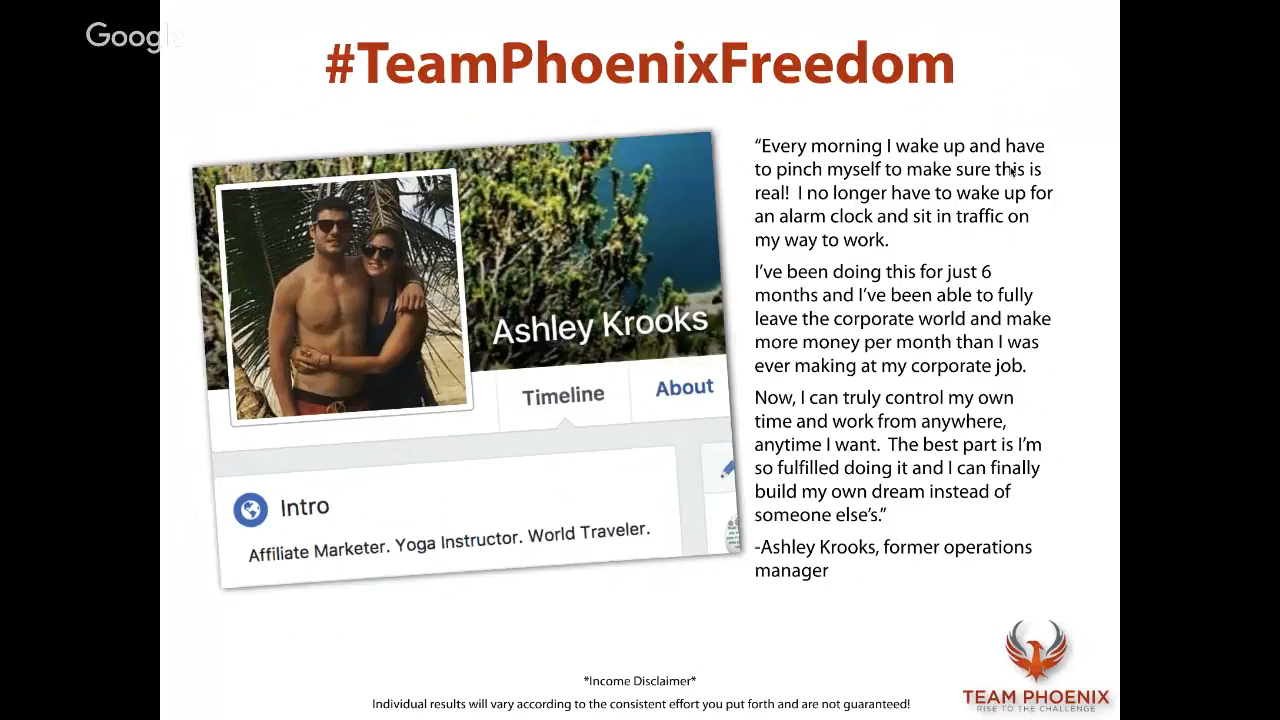 Google
#TeamPhoenixFreedom
“Every morning I wake up and have
to pinch myself to make sure this is
real!  I no longer have to wake up for
an alarm clock and sit in traffic on
my way to work.
I’ve been doing this for just 6
months and I’ve been able to fully
leave the corporate world and make
more money per month than I was
ever making at my corporate job.
Now, I can truly control my own
time and work from anywhere,
anytime I want.  The best part is I’m
so fulfilled doing it and I can finally
build my own dream instead of
someone else’s.”
-Ashley Krooks, former operations
manager
Ashley Krooks
Timeline
About
Intro
Affiliate Marketer. Yoga Instructor. World Traveler.
*Income Disclaimer*
Individual results will vary according to the consistent effort you put forth and are not guaranteed!
TEAM PHOENIX
RISE TO THE CHALLENGE